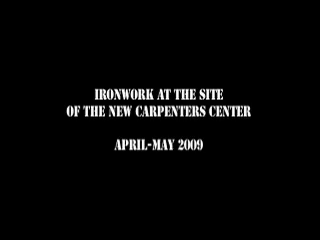 IRONWORK AT THE SITE
OF THE NEW CARPENTERS CENTER
APRIL-MAY 2009